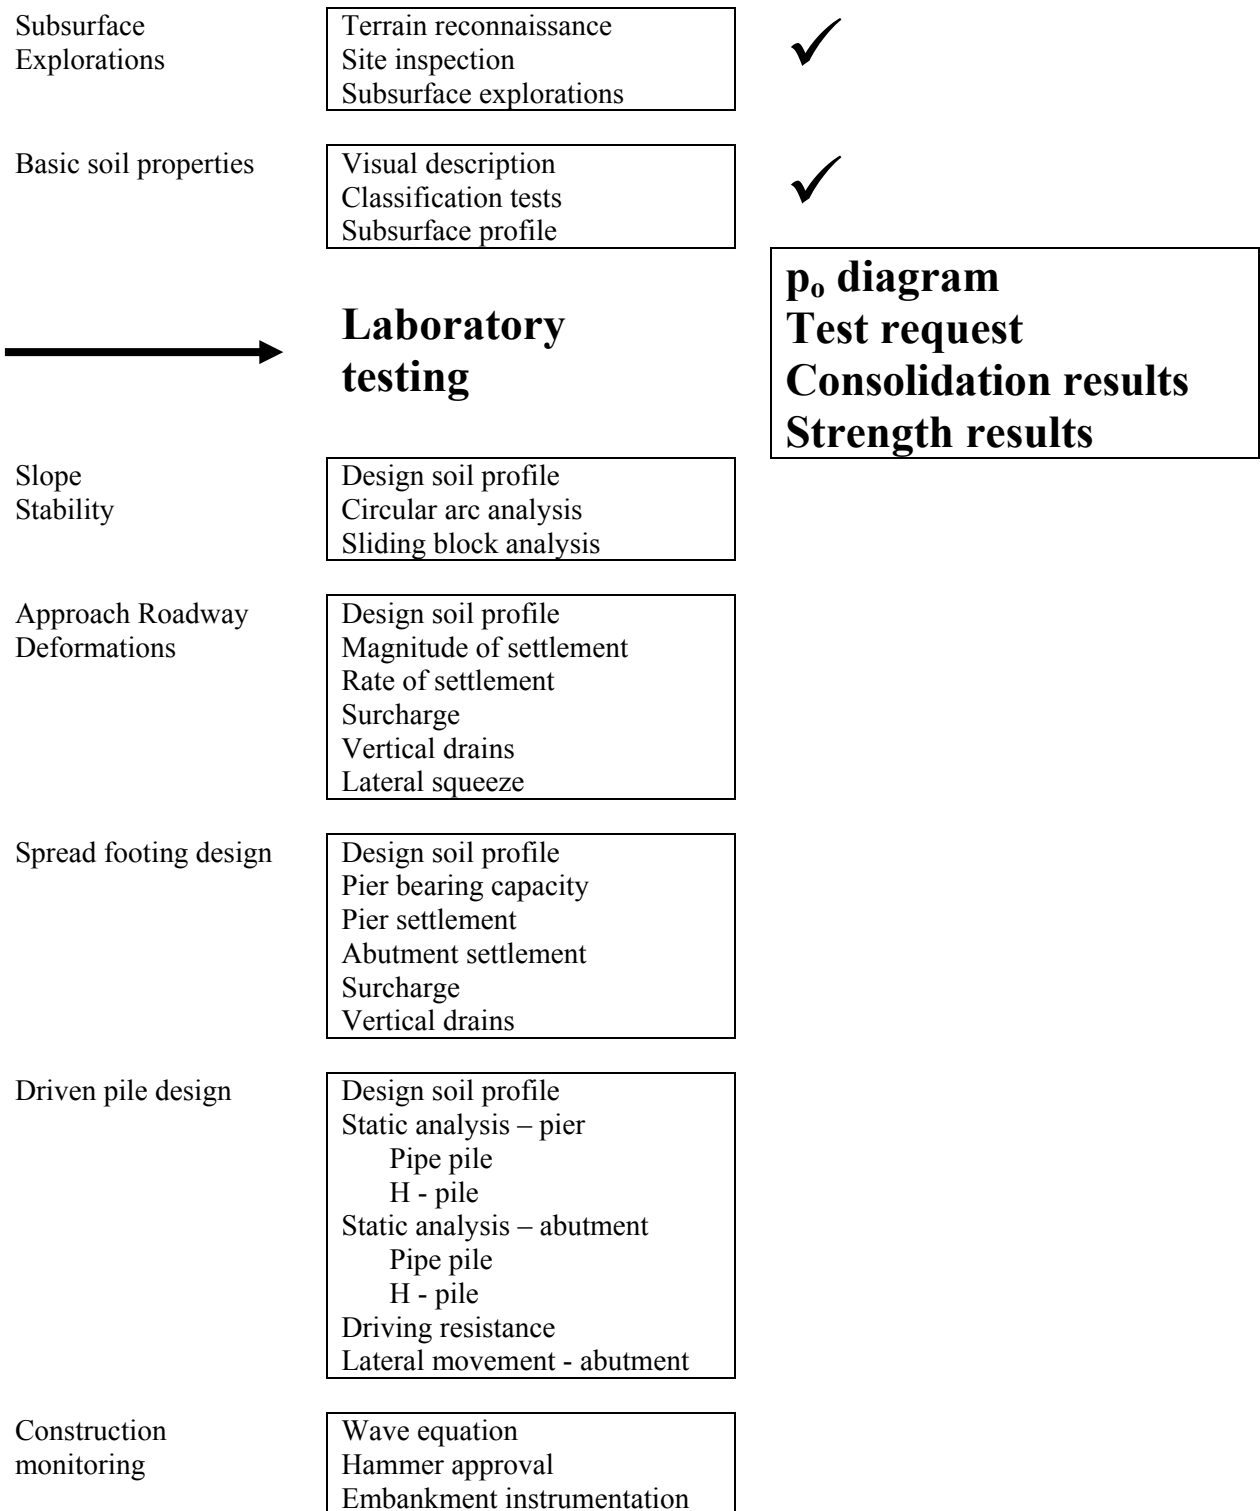 Subsurface
Explorations
Terrain reconnaissance
Site inspection
Subsurface explorations
✓
Basic soil properties
Visual description
Classification tests
Subsurface profile
✓
Laboratory
testing
pₒ diagram
Test request
Consolidation results
Strength results
Slope
Stability
Design soil profile
Circular arc analysis
Sliding block analysis
Approach Roadway
Deformations
Design soil profile
Magnitude of settlement
Rate of settlement
Surcharge
Vertical drains
Lateral squeeze
Spread footing design
Design soil profile
Pier bearing capacity
Pier settlement
Abutment settlement
Surcharge
Vertical drains
Driven pile design
Design soil profile
Static analysis – pier
Pipe pile
H - pile
Static analysis – abutment
Pipe pile
H - pile
Driving resistance
Lateral movement - abutment
Construction
monitoring
Wave equation
Hammer approval
Embankment instrumentation